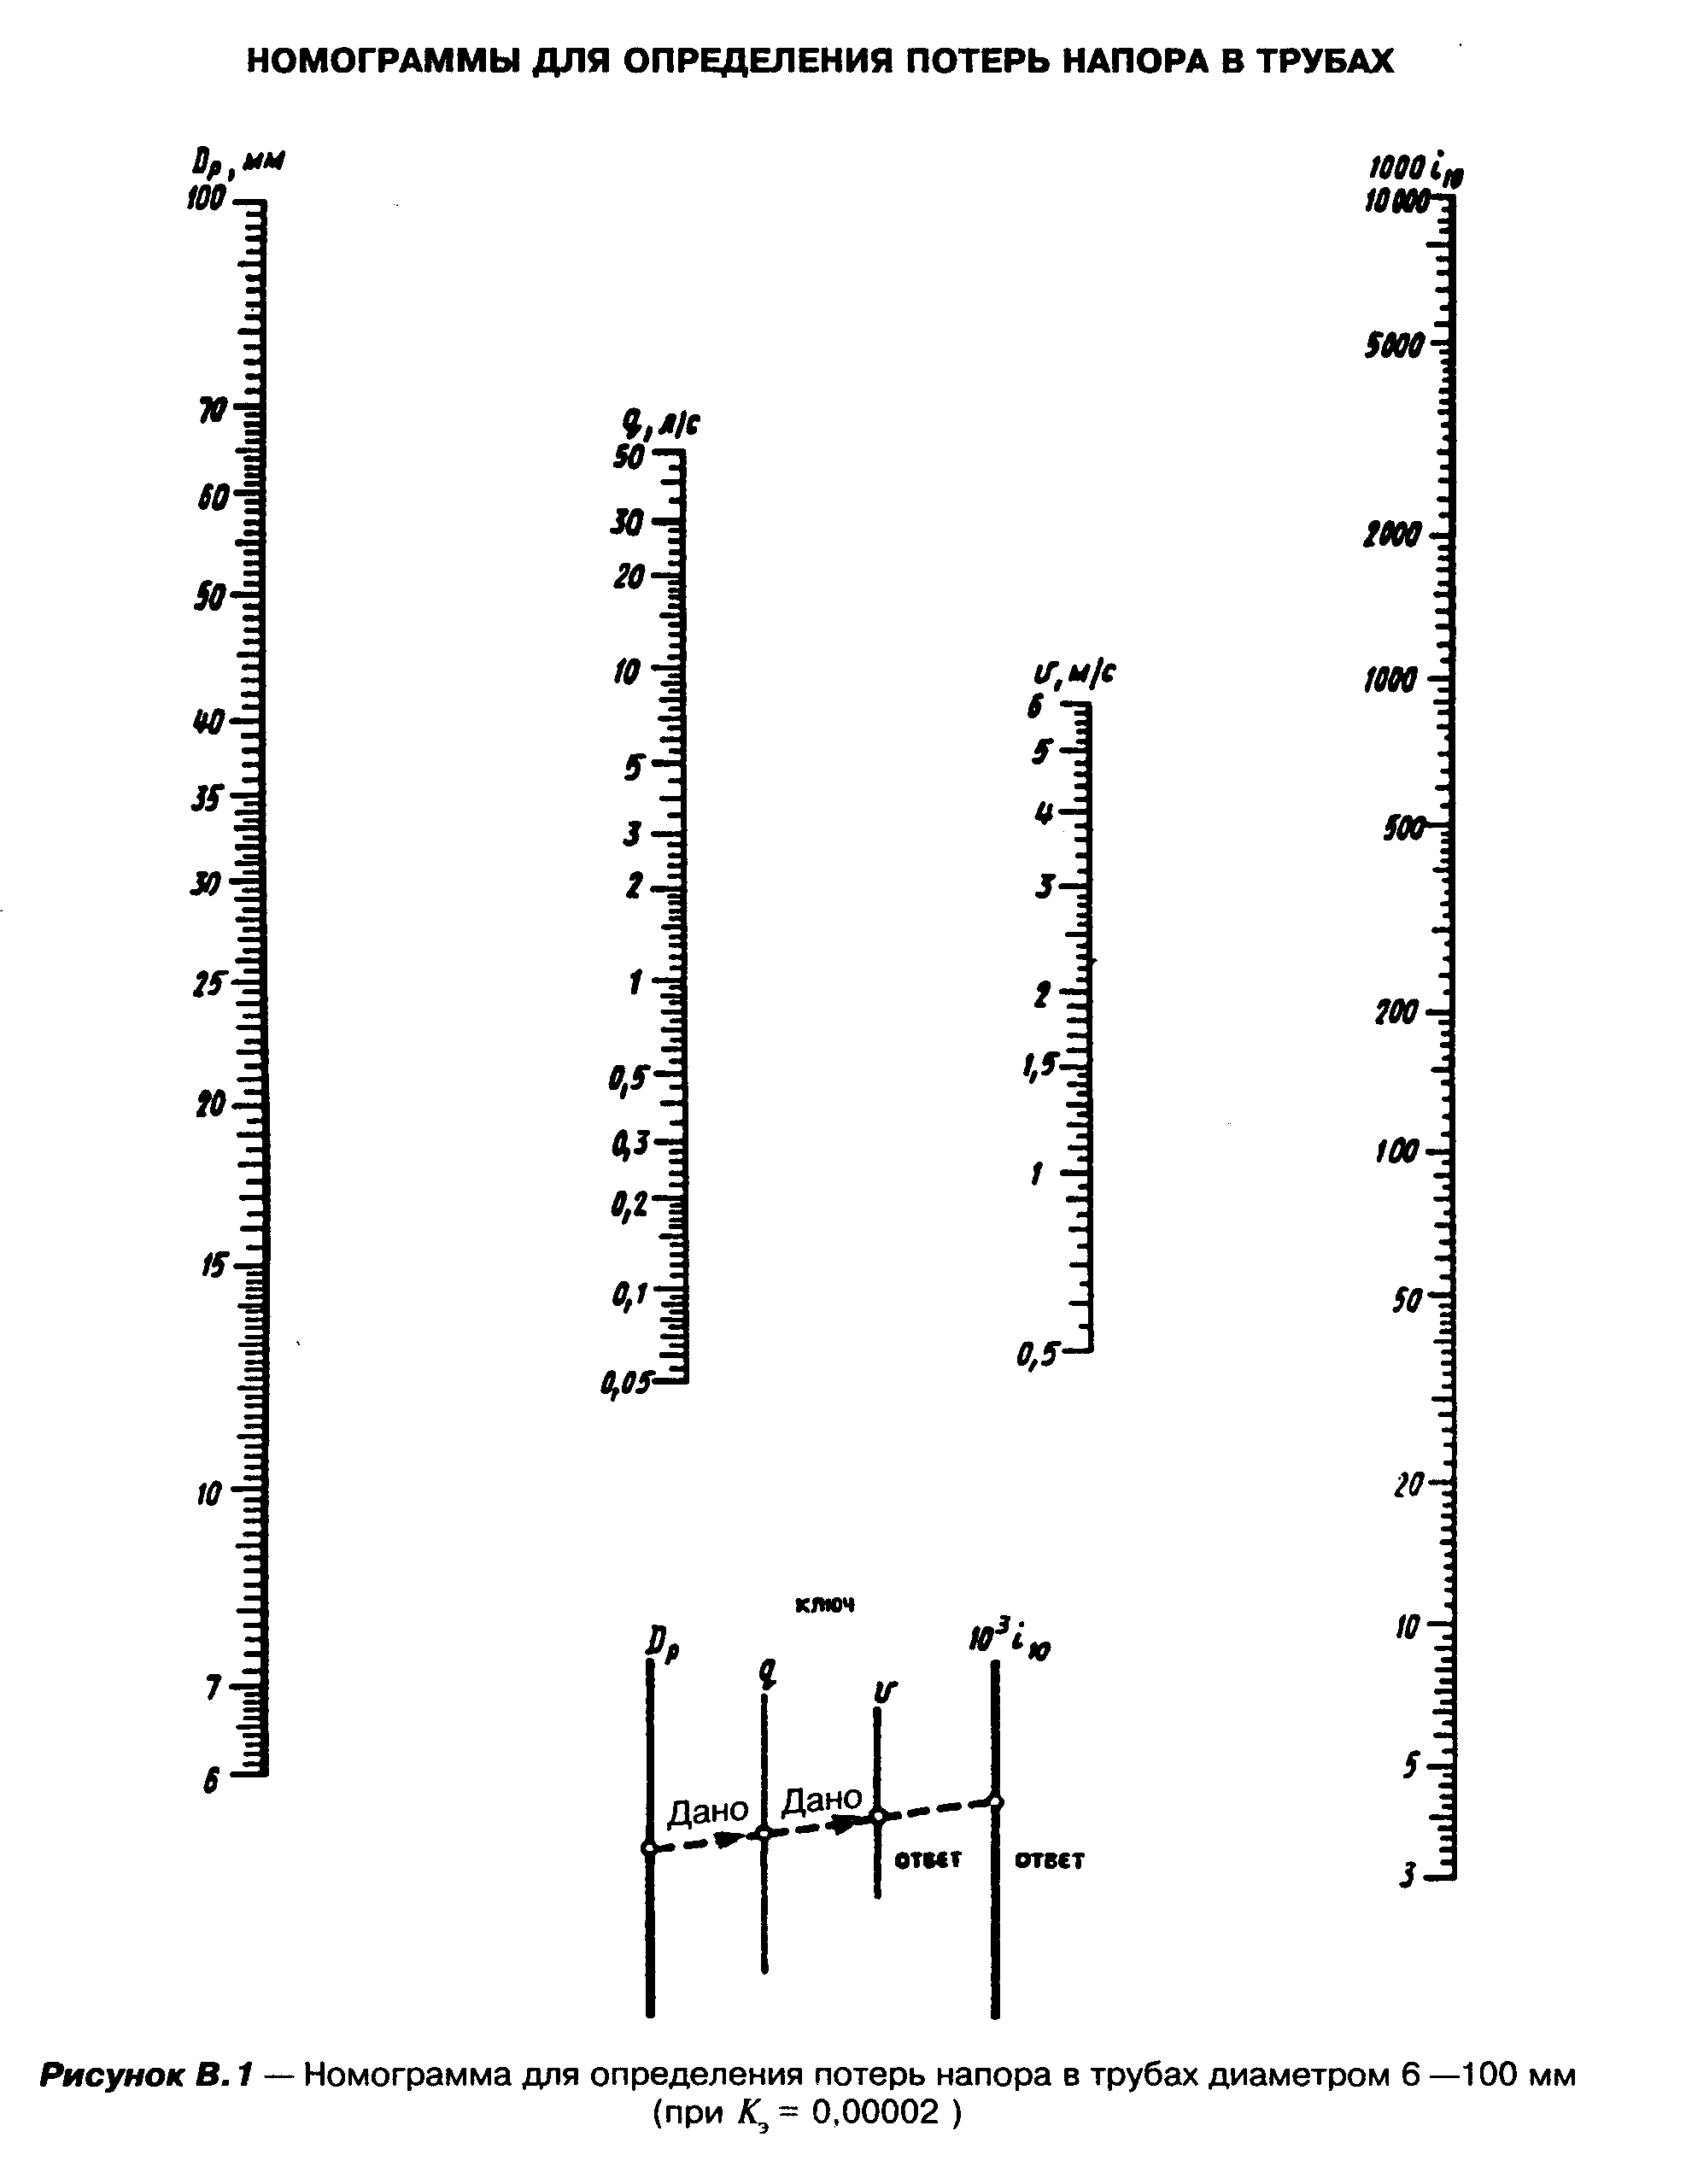 НОМОГРАММЫ ДЛЯ ОПРЕДЕЛЕНИЯ ПОТЕРЬ НАПОРА В ТРУБАХ
Dр, мм
100
70
60
50
40
35
30
25
20
15
10
7
6
q, л/с
50
30
20
10
5
3
2
1
0,5
0,3
0,2
0,1
0,05
υ, м/с
6
5
4
3
2
1,5
1
0,5
1000 i₁₀
10 000
5000
2000
1000
500
200
100
50
20
10
5
3
ключ
Dр
q
υ
10³ i₁₀
Дано
Дано
ответ
ответ
Рисунок В.1 — Номограмма для определения потерь напора в трубах диаметром 6 —100 мм
(при Kэ = 0,00002 )